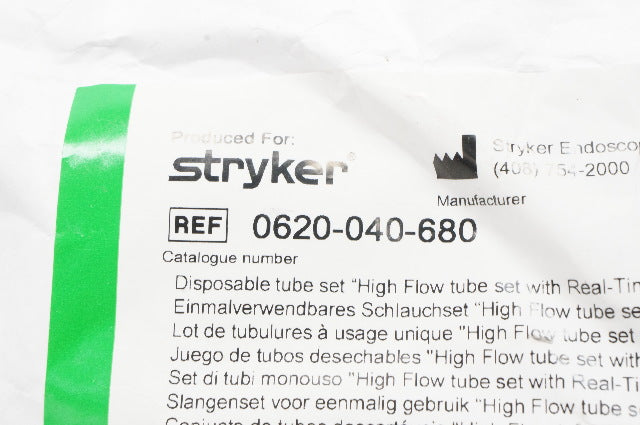 Produced For:
stryker®
Stryker Endosco
(408) 754-2000
Manufacturer
REF 0620-040-680
Catalogue number
Disposable tube set "High Flow tube set with Real-Tim
Einmalverwendbares Schlauchset "High Flow tube se
Lot de tubulures à usage unique "High Flow tube set
Juego de tubos desechables "High Flow tube set with
Set di tubi monouso "High Flow tube set with Real-Ti
Slangenset voor eenmalig gebruik "High Flow tube s